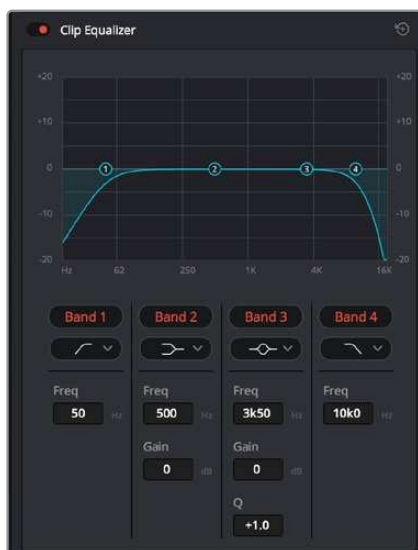 Clip Equalizer
+20 +20
+10 +10
0 1 2 3 4 0
-10 -10
-20 -20
Hz 62 250 1K 4K 16K
Band 1 Band 2 Band 3 Band 4
Freq Freq Freq Freq
50 Hz 500 Hz 3k50 Hz 10k0 Hz
Gain Gain
0 dB 0 dB
Q
+1.0